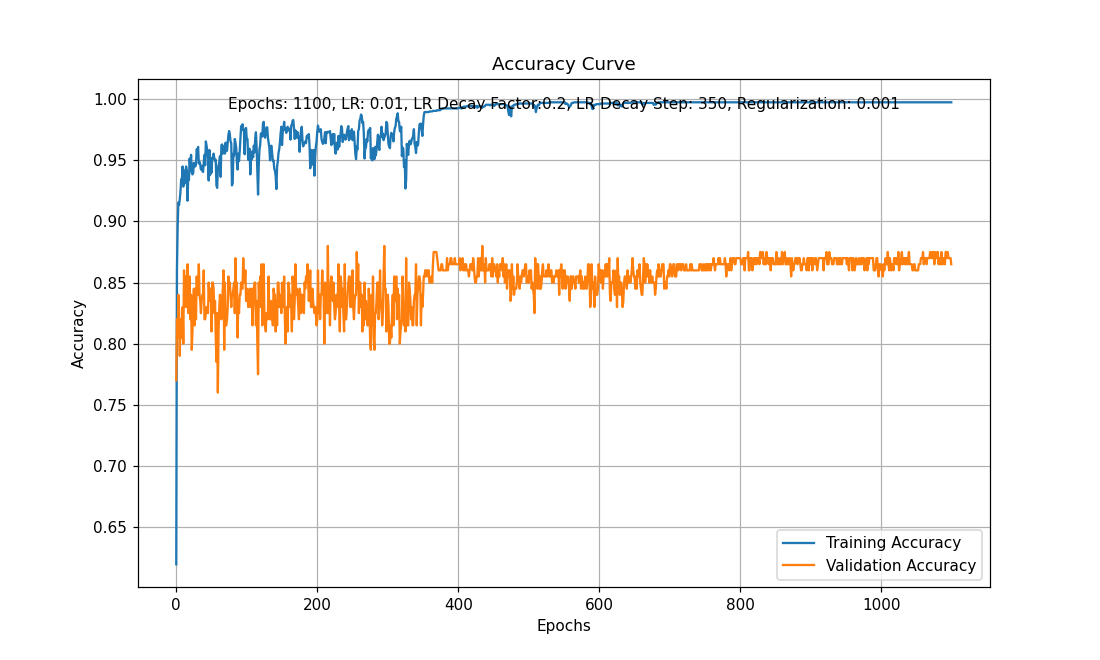 Accuracy Curve
Epochs: 1100, LR: 0.01, LR Decay Factor:0.2, LR Decay Step: 350, Regularization: 0.001
1.00
0.95
0.90
0.85
0.80
0.75
0.70
0.65
Accuracy
Training Accuracy
Validation Accuracy
0 200 400 600 800 1000
Epochs